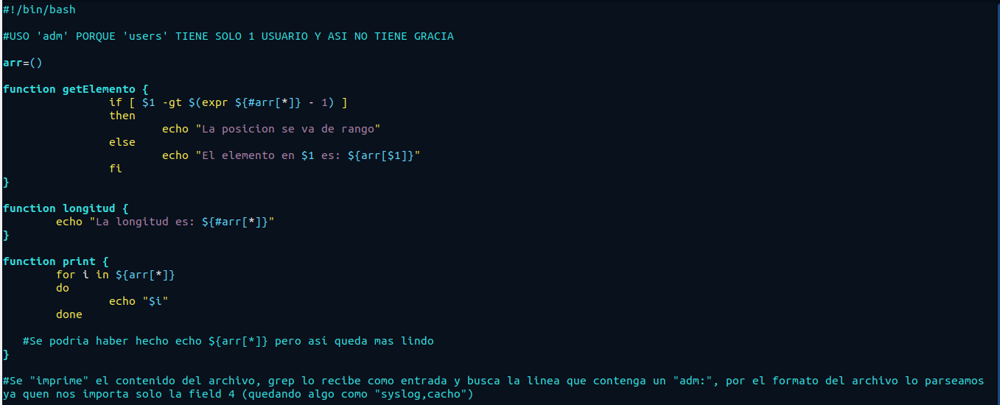 #!/bin/bash
#USO 'adm' PORQUE 'users' TIENE SOLO 1 USUARIO Y ASI NO TIENE GRACIA
arr=()
function getElemento {
if [ $1 -gt $(expr ${#arr[*]} - 1) ]
then
echo "La posicion se va de rango"
else
echo "El elemento en $1 es: ${arr[$1]}"
fi
}
function longitud {
echo "La longitud es: ${#arr[*]}"
}
function print {
for i in ${arr[*]}
do
echo "$i"
done
#Se podría haber hecho echo ${arr[*]} pero así queda mas lindo
}
#Se "imprime" el contenido del archivo, grep lo recibe como entrada y busca la linea que contenga un "adm:", por el formato del archivo lo parseamos
ya quen nos importa solo la field 4 (quedando algo como "syslog,cacho")